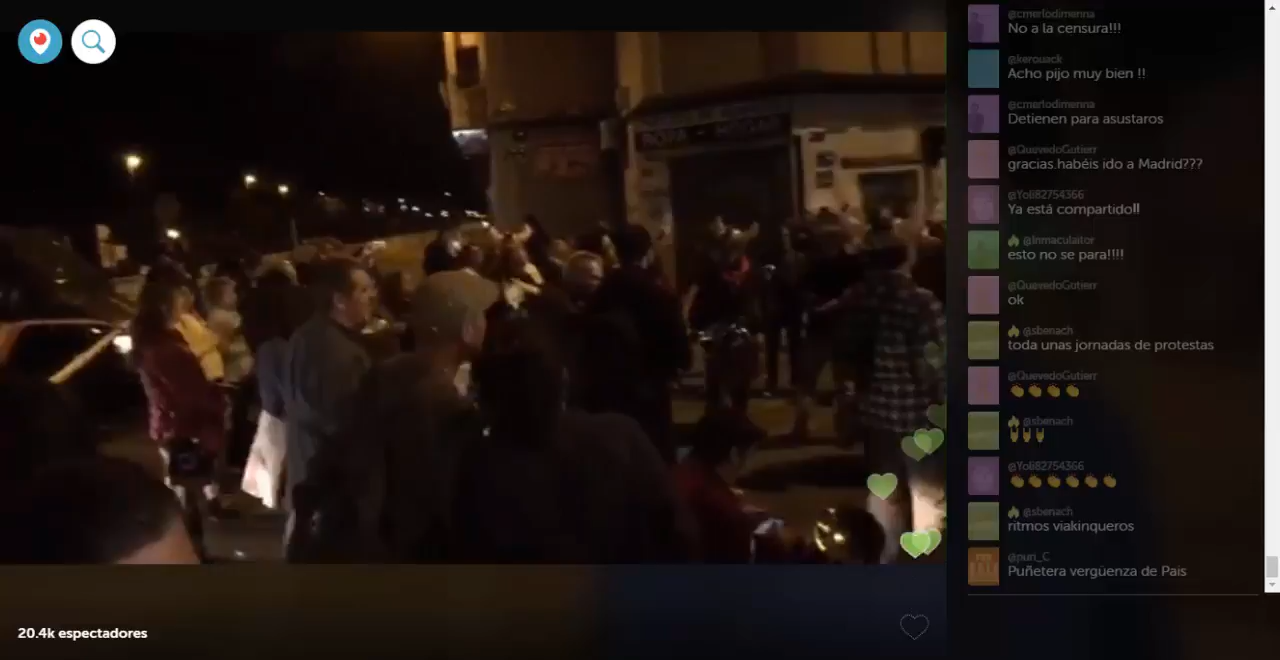 @cmerlodimenna
No a la censura!!!
@kerouack
Acho pijo muy bien !!
@cmerlodimenna
Detienen para asustaros
@QuevedoGutierr
gracias.habéis ido a Madrid???
@Yoli82754366
Ya está compartido!!
@Inmaculaitor
esto no se para!!!!
@QuevedoGutierr
ok
@sbenach
toda unas jornadas de protestas
@QuevedoGutierr
@sbenach
@Yoli82754366
@sbenach
ritmos viakinqueros
@pun_C
Puñetera vergüenza de Pais
20.4k espectadores